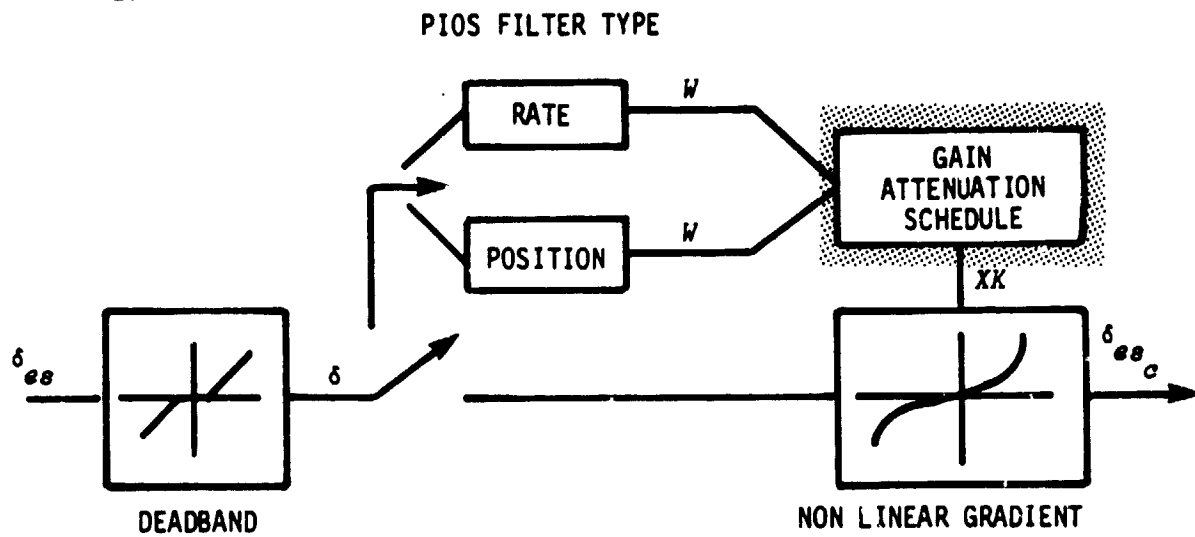 PIOS FILTER TYPE
RATE
W
GAIN
ATTENUATION
SCHEDULE
POSITION
W
XK
δes
δ
δesc
DEADBAND
NON LINEAR GRADIENT